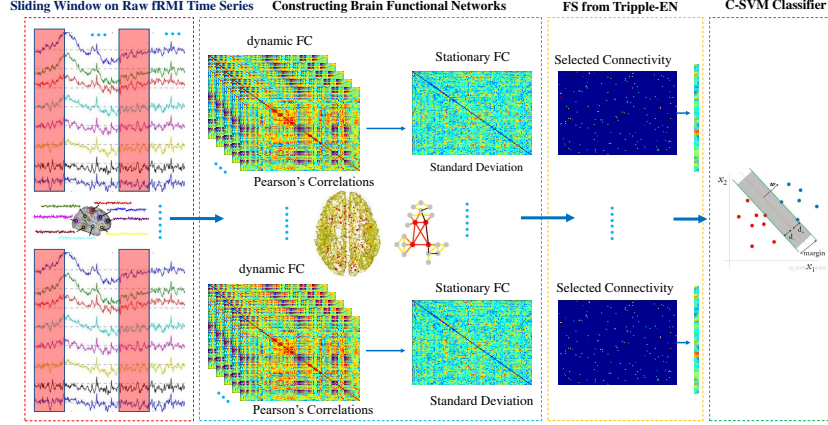 Sliding Window on Raw fRMI Time Series
Constructing Brain Functional Networks
FS from Tripple-EN
C-SVM Classifier
dynamic FC
Stationary FC
Selected Connectivity
Pearson's Correlations
Standard Deviation
x2
margin
x1
dynamic FC
Stationary FC
Selected Connectivity
Pearson's Correlations
Standard Deviation